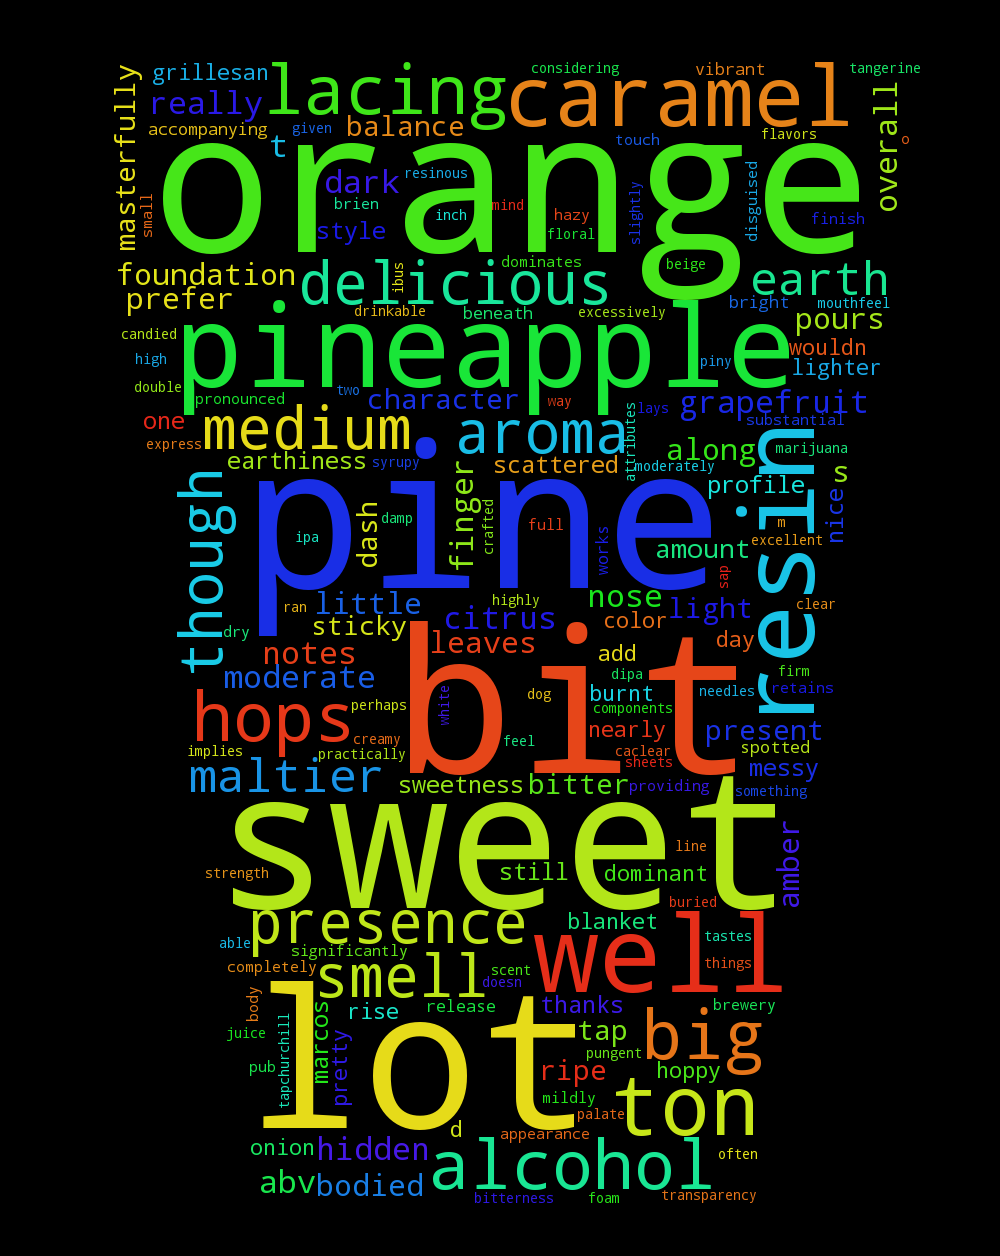 considering vibrant tangerine
grillesan lacing caramel
masterfully really overall
accompanying given balance touch flavors o
t
orange
small dark resinous slightly disguised
brien inch mind hazy finish
style floral
foundation ibus dominates beige earth
delicious
prefer drinkable beneath excessively bright mouthfeel
pours
candied pineapple wouldn
high piny lighter
double two
pronounced character way lays grapefruit
one medium aroma attributes substantial
express along marijuana
earthiness syrupy scattered moderately s
though finger profile resin nice
pine
dash damp crafted full m
ipa works amount excellent
sap
ran little highly nose light clear
dry sticky citrus color
notes leaves add day
bit
moderate dipa firm
dog burnt needles retains
hops perhaps white components
creamy feel nearly present
implies practically caclear spotted
maltier sheets messy
sweetness bitter providing something
sweet
line amber
strength still dominant
presence buried
blanket well
able significantly tastes
completely smell scent things
doesn
body lot release thanks brewery
marcos rise
juice tapchurchill pretty tap big
pub pungent
ripe hoppy
mildly ton
palate
d appearance
onion hidden alcohol often
abv bodied
bitterness foam transparency